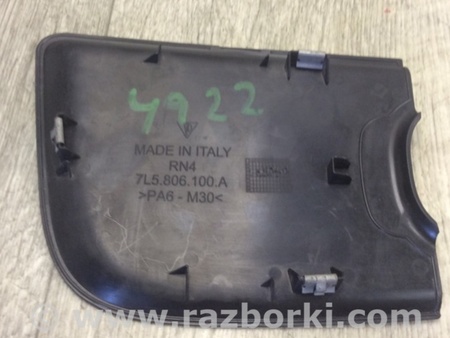 4922
MADE IN ITALY
RN4
7L5.806.100.A
>PA6 - M30<
www.razborki.com